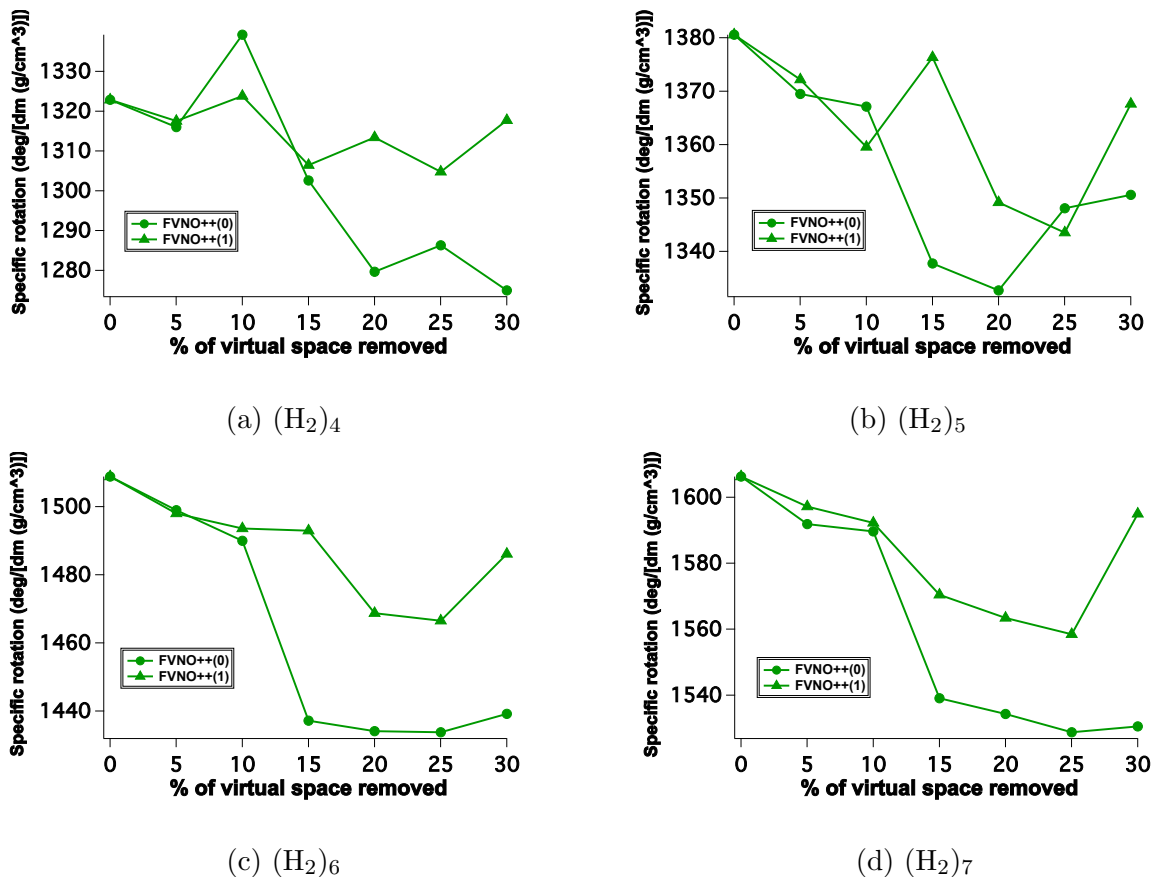 Specific rotation (deg/[dm (g/cm^3)])
1330
1320
1310
1300
1290
1280
FVNO++(0)
FVNO++(1)
0 5 10 15 20 25 30
% of virtual space removed
(a) (H₂)₄
Specific rotation (deg/[dm (g/cm^3)])
1380
1370
1360
1350
1340
FVNO++(0)
FVNO++(1)
0 5 10 15 20 25 30
% of virtual space removed
(b) (H₂)₅
Specific rotation (deg/[dm (g/cm^3)])
1500
1480
1460
1440
FVNO++(0)
FVNO++(1)
0 5 10 15 20 25 30
% of virtual space removed
(c) (H₂)₆
Specific rotation (deg/[dm (g/cm^3)])
1600
1580
1560
1540
FVNO++(0)
FVNO++(1)
0 5 10 15 20 25 30
% of virtual space removed
(d) (H₂)₇